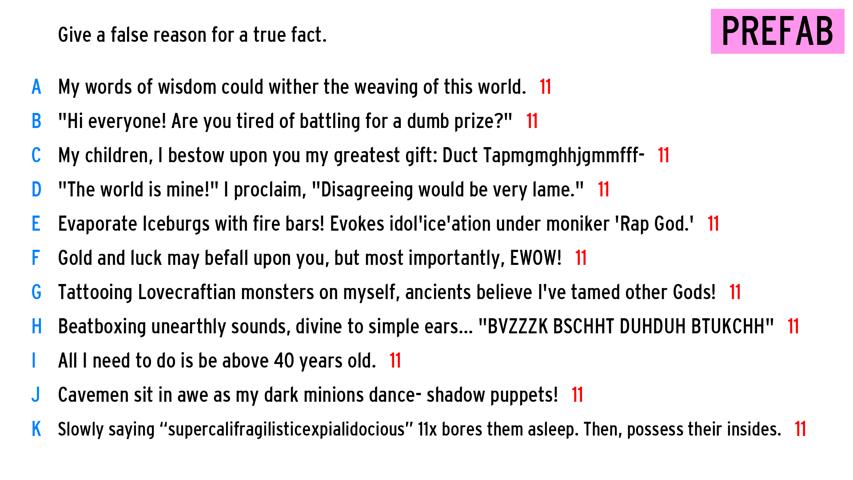 Give a false reason for a true fact.
PREFAB
A My words of wisdom could wither the weaving of this world. 11
B "Hi everyone! Are you tired of battling for a dumb prize?" 11
C My children, I bestow upon you my greatest gift: Duct Tapmgmghhjgmmfff- 11
D "The world is mine!" I proclaim, "Disagreeing would be very lame." 11
E Evaporate Iceburgs with fire bars! Evokes idol'ice'ation under moniker 'Rap God.' 11
F Gold and luck may befall upon you, but most importantly, EWOW! 11
G Tattooing Lovecraftian monsters on myself, ancients believe I've tamed other Gods! 11
H Beatboxing unearthly sounds, divine to simple ears... "BVZZZK BSCHHT DUHDUH BTUKCHH" 11
I All I need to do is be above 40 years old. 11
J Cavemen sit in awe as my dark minions dance- shadow puppets! 11
K Slowly saying “supercalifragilisticexpialidocious” 11x bores them asleep. Then, possess their insides. 11